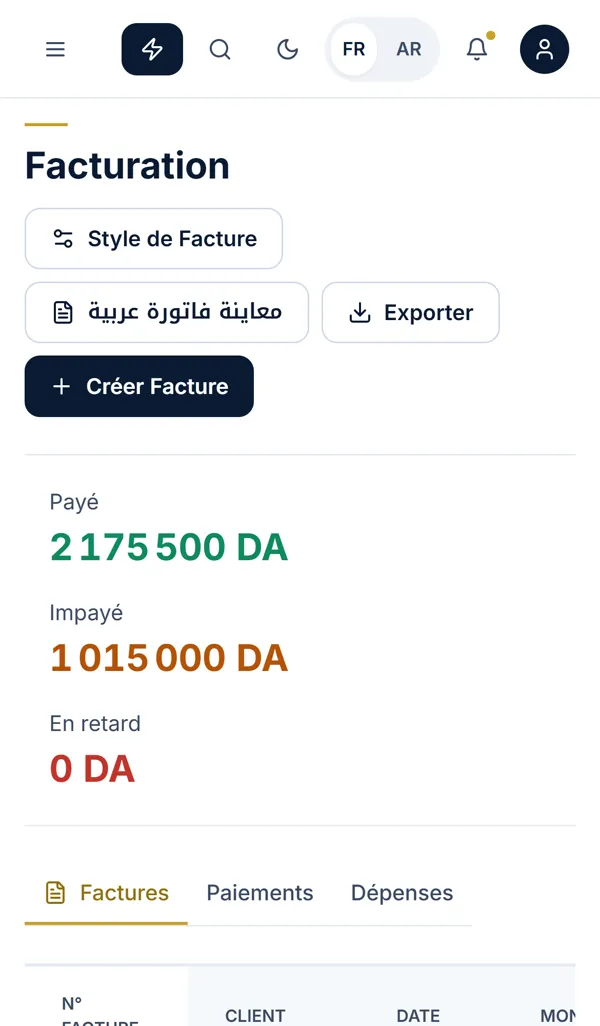 FR AR
Facturation
Style de Facture
معاينة فاتورة عربية
Exporter
Créer Facture
Payé
2 175 500 DA
Impayé
1 015 000 DA
En retard
0 DA
Factures Paiements Dépenses
N°
FACTURE
CLIENT DATE